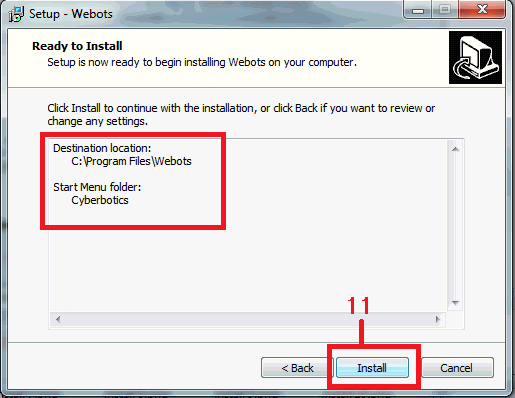 Setup - Webots
Ready to Install
Setup is now ready to begin installing Webots on your computer.
Click Install to continue with the installation, or click Back if you want to review or
change any settings.
Destination location:
C:\Program Files\Webots
Start Menu folder:
Cyberbotics
11
< Back
Install
Cancel